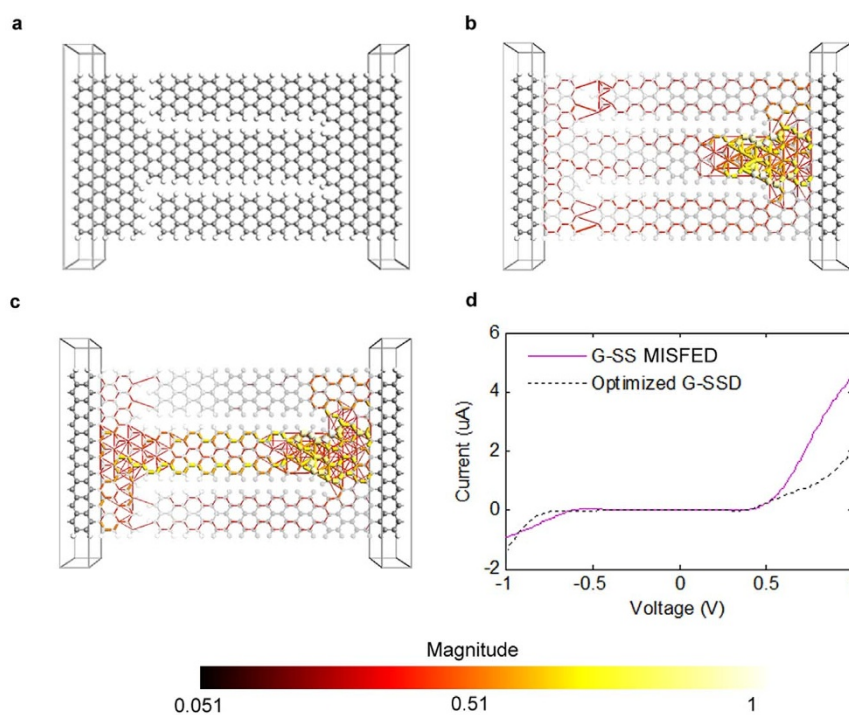 a
b
c
d
6
4
2
0
-2
Current (uA)
G-SS MISFED
Optimized G-SSD
-1
-0.5
0
0.5
Voltage (V)
Magnitude
0.051
0.51
1